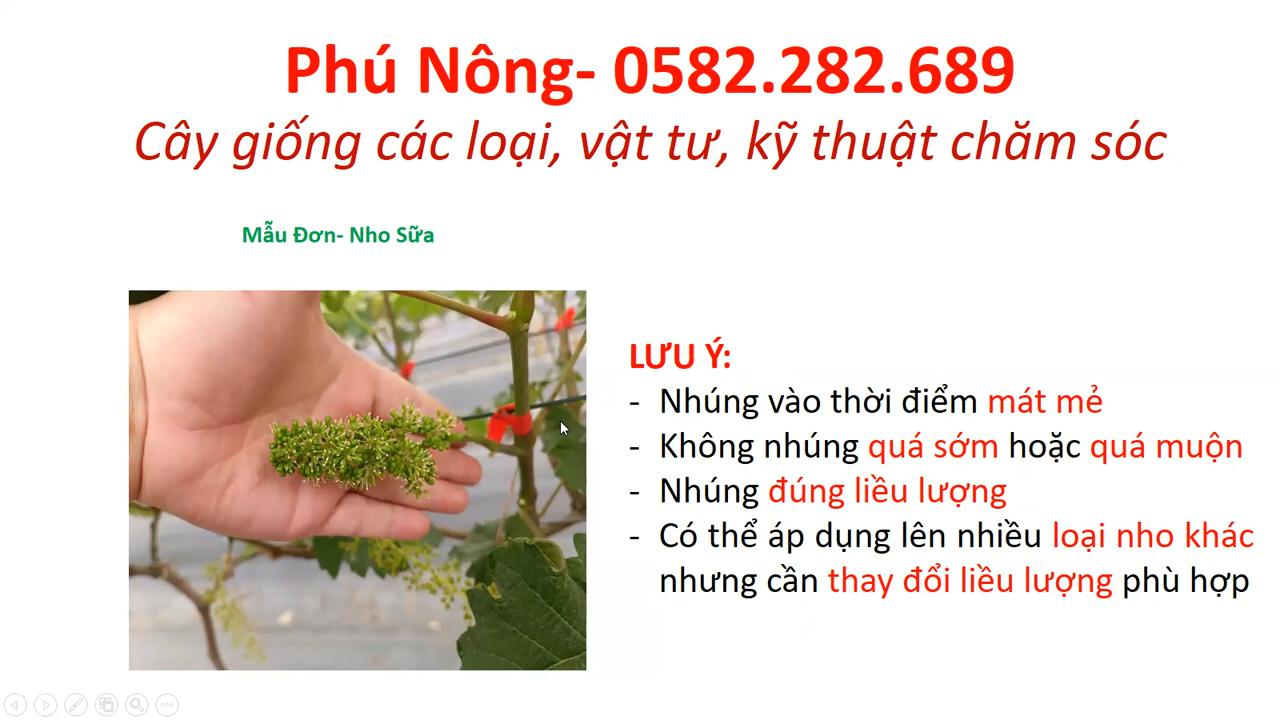 Phú Nông- 0582.282.689
Cây giống các loại, vật tư, kỹ thuật chăm sóc
Mẫu Đơn- Nho Sữa
LƯU Ý:
- Nhúng vào thời điểm mát mẻ
- Không nhúng quá sớm hoặc quá muộn
- Nhúng đúng liều lượng
- Có thể áp dụng lên nhiều loại nho khác
nhưng cần thay đổi liều lượng phù hợp